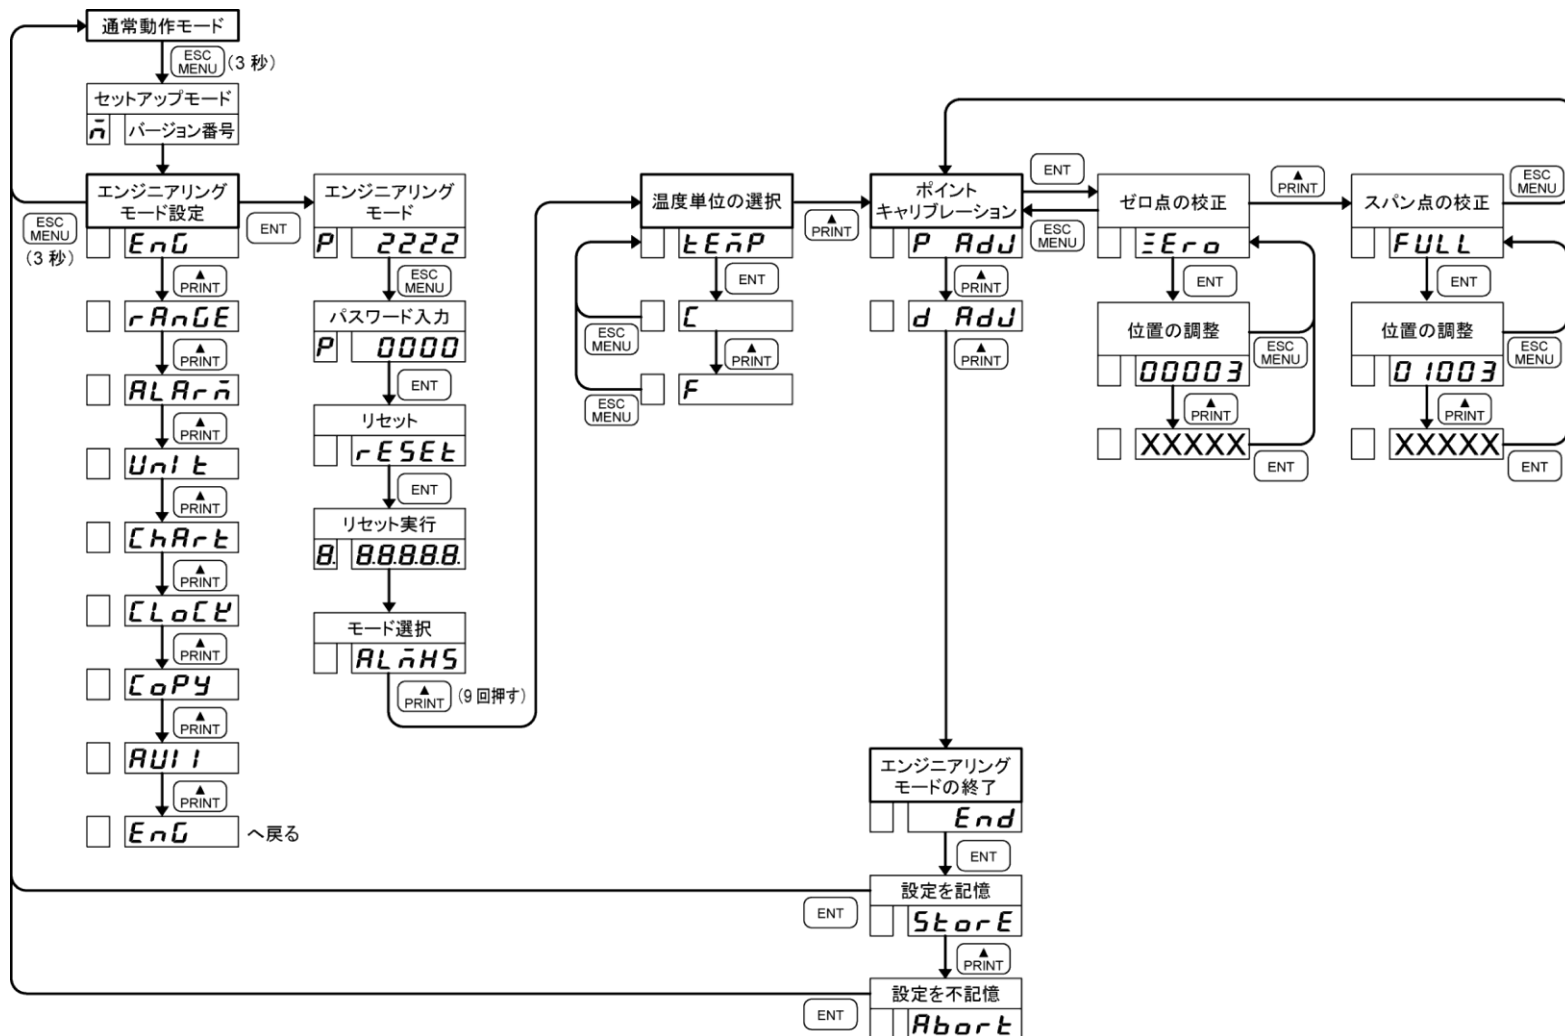 通常動作モード
ESC
MENU
(3 秒)
セットアップモード
バージョン番号
エンジニアリング
モード設定
ESC
MENU
(3 秒)
ENT
EnG
▲
PRINT
rAnGE
▲
PRINT
ALArm
▲
PRINT
UnIt
▲
PRINT
ChArt
▲
PRINT
CLoCk
▲
PRINT
CoPY
▲
PRINT
AUI1
▲
PRINT
EnG
へ戻る
エンジニアリング
モード
P 2222
ESC
MENU
パスワード入力
P 0000
ENT
リセット
rESEt
ENT
リセット実行
8. 8.8.8.8.8.
モード選択
ALmHS
▲
PRINT
(9 回押す)
温度単位の選択
tEmP
ENT
C
ESC
MENU
▲
PRINT
F
ESC
MENU
▲
PRINT
ポイント
キャリブレーション
P AdJ
▲
PRINT
d AdJ
▲
PRINT
ENT
ESC
MENU
ゼロ点の校正
ZEro
ENT
位置の調整
00003
ESC
MENU
▲
PRINT
XXXXX
ENT
▲
PRINT
スパン点の校正
ESC
MENU
FULL
ENT
位置の調整
01003
ESC
MENU
▲
PRINT
XXXXX
ENT
エンジニアリング
モードの終了
End
ENT
設定を記憶
StorE
ENT
▲
PRINT
設定を不記憶
Abort
ENT